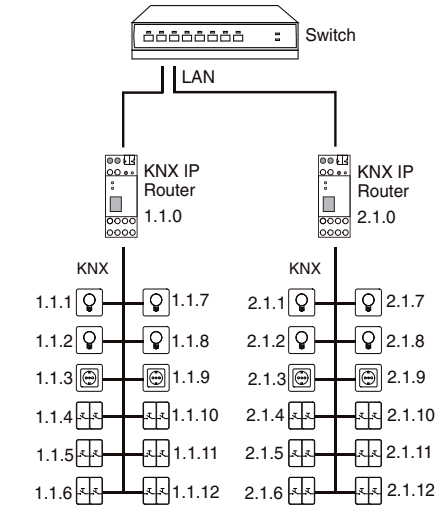 Switch
LAN
KNX IP
Router
1.1.0
KNX IP
Router
2.1.0
KNX
KNX
1.1.1 1.1.7 2.1.1 2.1.7
1.1.2 1.1.8 2.1.2 2.1.8
1.1.3 1.1.9 2.1.3 2.1.9
1.1.4 1.1.10 2.1.4 2.1.10
1.1.5 1.1.11 2.1.5 2.1.11
1.1.6 1.1.12 2.1.6 2.1.12